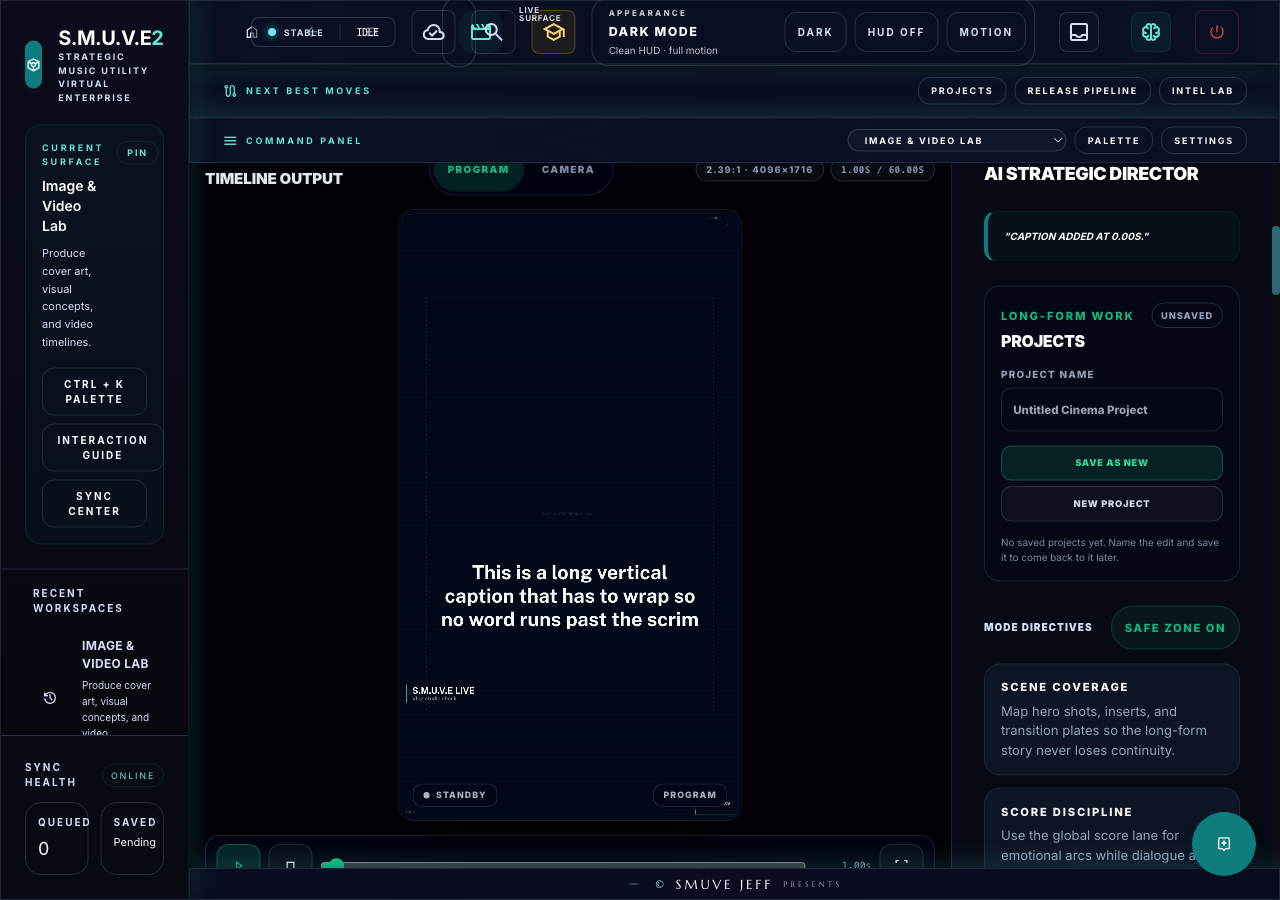 S.M.U.V.E2
STRATEGIC
MUSIC UTILITY
VIRTUAL
ENTERPRISE
CURRENT
SURFACE
PIN
Image &
Video
Lab
Produce
cover art,
visual
concepts,
and video
timelines.
CTRL + K
PALETTE
INTERACTION
GUIDE
SYNC
CENTER
RECENT
WORKSPACES
IMAGE &
VIDEO LAB
Produce cover
art, visual
concepts, and
video
SYNC
HEALTH
ONLINE
QUEUED
0
SAVED
Pending
STABLE
LIVE
SURFACE
APPEARANCE
DARK MODE
Clean HUD · full motion
DARK
HUD OFF
MOTION
NEXT BEST MOVES
PROJECTS
RELEASE PIPELINE
INTEL LAB
COMMAND PANEL
IMAGE & VIDEO LAB
PALETTE
SETTINGS
TIMELINE OUTPUT
PROGRAM
CAMERA
2.39:1 · 4096×1716
1.00S / 60.00S
This is a long vertical
caption that has to wrap so
no word runs past the scrim
S.M.U.V.E LIVE
Vlog studio check
STANDBY
PROGRAM
1.00s
AI STRATEGIC DIRECTOR
"CAPTION ADDED AT 0.00S."
LONG-FORM WORK
UNSAVED
PROJECTS
PROJECT NAME
Untitled Cinema Project
SAVE AS NEW
NEW PROJECT
No saved projects yet. Name the edit and save
it to come back to it later.
MODE DIRECTIVES
SAFE ZONE ON
SCENE COVERAGE
Map hero shots, inserts, and
transition plates so the long-form
story never loses continuity.
SCORE DISCIPLINE
Use the global score lane for
emotional arcs while dialogue
© SMUVE JEFF PRESENTS